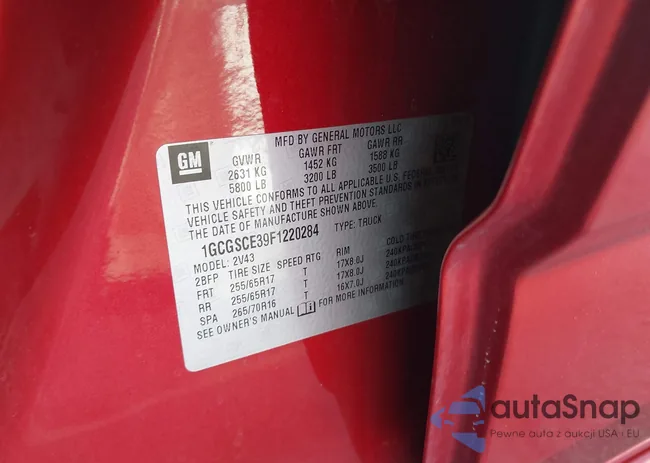 MFD BY GENERAL MOTORS LLC
GM
GVWR GAWR FRT GAWR RR
2631 KG 1452 KG 1588 KG
5800 LB 3200 LB 3500 LB
THIS VEHICLE CONFORMS TO ALL APPLICABLE U.S. FEDERAL
VEHICLE SAFETY AND THEFT PREVENTION STANDARDS IN
THE DATE OF MANUFACTURE SHOWN ABOVE.
1GCGSCE39F1220284 TYPE: TRUCK
MODEL: 2V43
2BFP TIRE SIZE SPEED RTG RIM COLD
FRT 255/65R17 T 17X8.0J
RR 255/65R17 T 17X8.0J
SPA 265/70R16 T 16X7.0J
SEE OWNER'S MANUAL FOR MORE INFORMATION
autaSnap
Pewne auta z aukcji USA i EU